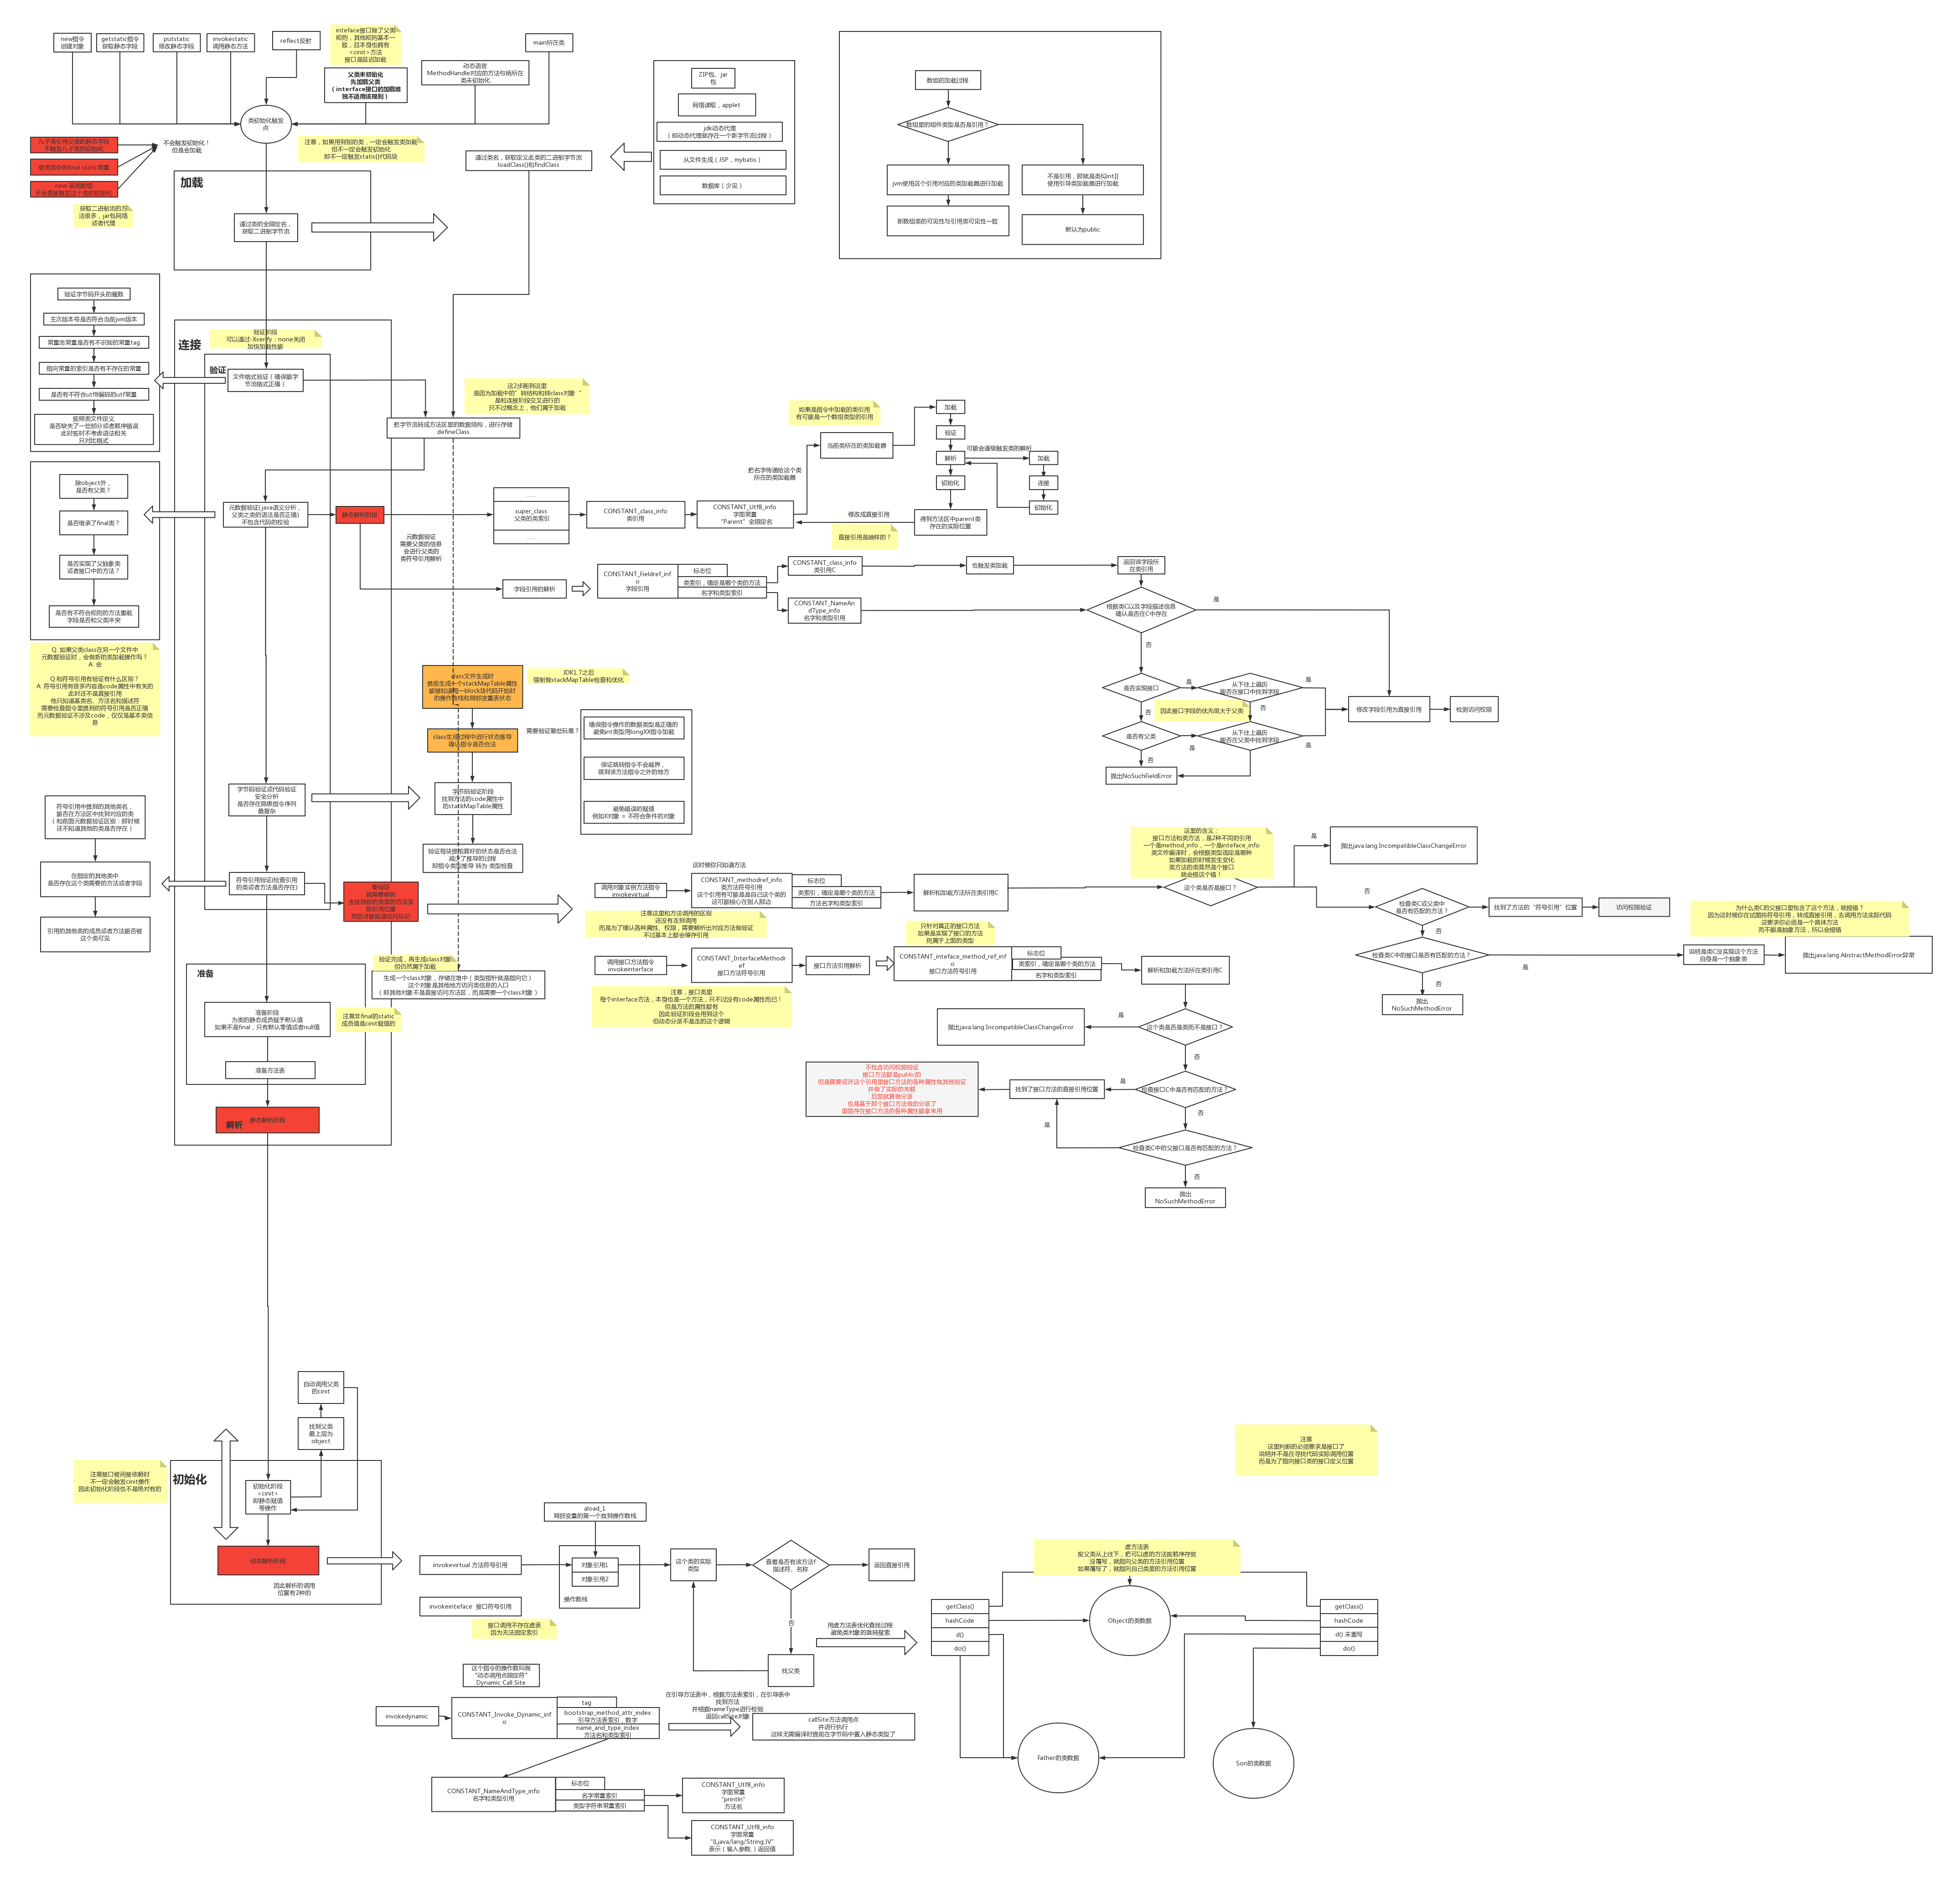 new指令
创建对象
getstatic指令
获取静态字段
putstatic
修改静态字段
invokestatic
调用静态方法
reflect反射
inteface接口除了父类
规则，其他规则基本一
致，且本身也拥有
<cinit>方法
接口是延迟加载
父类未初始化
先加载父类
（interface接口的加载唯
独不适用该规则）
动态语言
MethodHandle对应的方法句柄所在
类未初始化
main所在类
类初始化触发
点
儿子类引用父类的静态字段
不触发儿子类的初始化
使用类中的final static常量
new 某类数组
不会直接触发这个类的初始化
不会触发初始化！
但是会加载
注意，如果用到别的类，一定会触发类加载
但不一定会触发初始化
即不一定触发statis{}代码块
获取二进制流的方
法很多，jar包网络
或者代理
加载
通过类的全限定名，
获取二进制字节流
通过类名，获取定义此类的二进制字节流
loadClass()和findClass
ZIP包、jar
包
网络读取，applet
jdk动态代理
（即动态代理就存在一个新字节流过程）
从文件生成（JSP，mybatis）
数据库（少见）
数组的加载过程
数组里的组件类型是否是引用？
jvm使用这个引用对应的类加载器进行加载
即数组类的可见性与引用类可见性一致
不是引用，那就是类似int[]
使用引导类加载器进行加载
默认为public
验证字节码开头的魔数
主次版本号是否符合当前jvm版本
常量池常量是否有不识别的常量tag
指向常量的索引是否有不存在的常量
是否有不符合utf8编码的utf常量
按照类文件定义
是否缺失了一些部分或者顺序错误
此时按时不考虑语法相关
只对比格式
连接
验证阶段
可以通过-Xverify：none关闭
加快加载性能
验证
文件格式验证（确保能字
节流格式正确）
这2步画到这里
是因为加载中的”转结构和转class对象“
是和连接阶段交叉进行的
只不过概念上，他们属于加载
把字节流转成方法区里的数据结构，进行存储
defineClass
除object外，
是否有父类？
是否继承了final类？
是否实现了父抽象类
或者接口中的方法？
是否有不符合规则的方法重载
字段是否和父类冲突
元数据验证(java语义分析，
父类之类的语法是否正确)
不包含代码的校验
静态解析阶段
元数据验证
需要父类的信息
会进行父类的
类符号引用解析
......
super_class
父类的类索引
......
CONSTANT_class_info
类引用
CONSTANT_Utf8_info
字面常量
“Parent”全限定名
把名字传递给这个类
所在的类加载器
当前类所在的类加载器
如果是指令中加载的类引用
有可能是一个数组类型的引用
加载
验证
解析
初始化
可能会逐级触发类的解析
加载
连接
初始化
得到方法区中parent类
存在的实际位置
修改成直接引用
直接引用是啥样的？
字段引用的解析
CONSTANT_Fieldref_inf
o
字段引用
标志位
类索引，确定是哪个类的方法
名字和类型索引
CONSTANT_class_info
类引用C
也触发类加载
返回该字段所
在类引用
CONSTANT_NameAn
dType_info
名字和类型引用
根据类C以及字段描述信息
确认是否在C中存在
是
否
是否实现接口
是
从下往上遍历
能否在接口中找到字段
是
因此接口字段的优先级大于父类
否
否
是否有父类
是
从下往上遍历
能否在父类中找到字段
是
否
抛出NoSuchFieldError
修改字段引用为直接引用
检测访问权限
Q: 如果父类class在另一个文件中
元数据验证时，会做新的类加载操作吗？
A: 会
Q:和符号引用有验证有什么区别？
A: 符号引用有很多内容是code属性中有关的
此时还不是直接引用
他只知道某类名、方法名和描述符
需要检查指令里提到的符号引用是否正确
而元数据验证不涉及code，仅仅是基本类信
息
class文件生成时
提前生成一个stackMapTable属性
能够知道每一block块代码开始时
的操作数栈和局部变量表状态
JDK1.7之后
强制做stackMapTable检查和优化
class生成过程中进行状态推导
确认指令是否合法
需要验证哪些玩意？
确保指令操作的数据类型是正确的
避免int类型用longXX指令加载
保证跳转指令不会越界，
跳到该方法指令之外的地方
避免错误的赋值
例如X对象 = 不符合条件的对象
字节码验证或代码验证
安全分析
是否存在隐患指令序列
最复杂
字节码验证阶段
找到方法的code属性中
的stackMapTable属性
验证每块提前算好的状态是否合法
减少了推导的过程
即指令类型推导 转为 类型检查
符号引用中提到的其他类名，
能否在方法区中找到对应的类
（和前面元数据验证区别：那时候
还不知道其他的类是否存在）
在指定的其他类中
是否存在这个类需要的方法或者字段
引用的其他类的成员或者方法能否被
这个类可见
符号引用验证(检查引用
的类或者方法是否存在)
要验证
就需要解析
去找到别的类里的方法实
际引用位置
然后才能知道访问标记
这时候你只知道方法
调用对象实例方法指令
invokevirtual
CONSTANT_methodref_info
类方法符号引用
这个引用有可能是是自己这个类的
这可能核心在别人那边
标志位
类索引，确定是哪个类的方法
方法名字和类型索引
解析和加载方法所在类引用C
这里的含义：
接口方法和类方法，是2种不同的引用
一个是method_info，一个是inteface_info
类文件编译时，会根据类型选定是哪种
如果加载的时候发生变化
类方法的类竟然是个接口
就会报这个错！
这个类是否是接口？
是
抛出java.lang.IncompatibleClassChangeError
否
检查类C或父类中
是否有匹配的方法？
找到了方法的“符号引用”位置
访问权限验证
否
检查类C中的接口是否有匹配的方法？
是
说明是类C没实现这个方法
自身是一个抽象类
抛出java.lang.AbstractMethodError异常
为什么类C的父接口里包含了这个方法，就报错？
因为这时候你在试图将符号引用，转成直接引用，去调用方法实际代码
这要求你必须是一个具体方法
而不能是抽象方法，所以会报错
否
抛出
NoSuchMethodError
注意这里和方法调用的区别
还没有走到调用
而是为了确认各种属性、权限，需要解析出对应方法做验证
不过基本上都会缓存引用
调用接口方法指令
invokeinterface
CONSTANT_InterfaceMethodr
ef
接口方法符号引用
接口方法引用解析
只针对真正的接口方法
如果是实现了接口的方法
则属于上面的类型
CONSTANT_inteface_method_ref_inf
o
接口方法符号引用
标志位
类索引，确定是哪个类的方法
名字和类型索引
解析和加载方法所在类引用C
注意，接口类里
每个interface方法，本身也是一个方法，只不过没有code属性而已！
但是方法的属性都有
因此验证阶段会用到这个
但动态分派不是走的这个逻辑
这个类是否是类而不是接口？
是
抛出java.lang.IncompatibleClassChangeError
否
检查接口C中是否有匹配的方法？
是
找到了接口方法的直接引用位置
不包含访问权限验证
接口方法都是public的
但是需要或许这个引用里接口方法的各种属性做其他验证
并做了实际的关联
后面就算做分派
也是基于那个接口方法做的分派了
里面存在接口方法的各种属性能拿来用
否
检查类C中的父接口是否有匹配的方法？
是
否
抛出
NoSuchMethodError
验证完成，再生成class对象
但仍然属于加载
生成一个class对象，存储在堆中（类型指针就是指向它）
这个对象是其他地方访问类信息的入口
（即其他对象不是直接访问方法区，而是需要一个class对象）
准备
准备阶段
为类的静态成员赋予默认值
如果不是final，只有默认零值或者null值
注意非final的static
成员值是cinit赋值的
准备方法表
解析
静态解析阶段
自动调用父类
的cinit
找到父类
最上层为
object
注意接口被间接依赖时
不一定会触发cinit操作
因此初始化阶段也不是绝对有的
初始化
初始化阶段
<cinit>
即静态赋值
等操作
动态解析阶段
因此解析的调用
位置有2种的
注意
这里判断的必须要求是接口了
说明并不是在寻找代码实际调用位置
而是为了指向接口类的接口定义位置
aload_1
局部变量的第一个放到操作数栈
invokevirtual 方法符号引用
对象引用1
对象引用2
操作数栈
这个类的实际
类型
查看是否有该方法f
描述符、名称
返回直接引用
否
找父类
invokeinteface 接口符号引用
接口调用不存在虚表
因为无法固定索引
用虚方法表优化查找过程
避免类对象的跳转搜索
虚方法表
按父类从上往下，把可以虚的方法按顺序存放
没覆写，就指向父类的方法引用位置
如果覆写了，就指向自己类里的方法引用位置
getClass()
hashCode
d()
do()
Object的类数据
getClass()
hashCode
d() 未重写
do()
Father的类数据
Son的类数据
这个指令的操作数叫做
“动态调用点限定符”
Dynamic Call Site
invokedynamic
CONSTANT_Invoke_Dynamic_inf
o
tag
bootstrap_method_attr_index
引导方法表索引，数字
name_and_type_index
方法名和类型索引
在引导方法表中，根据方法表索引，在引导表中
找到方法
并根据nameType进行校验
返回callSite对象
callSite方法调用点
并进行执行
这样无需编译时提前在字节码中置入静态类型了
CONSTANT_NameAndType_info
名字和类型引用
标志位
名字常量索引
类型字符串常量索引
CONSTANT_Utf8_info
字面常量
“println”
方法名
CONSTANT_Utf8_info
字面常量
“(Ljava/lang/String;)V”
表示（输入参数.）返回值